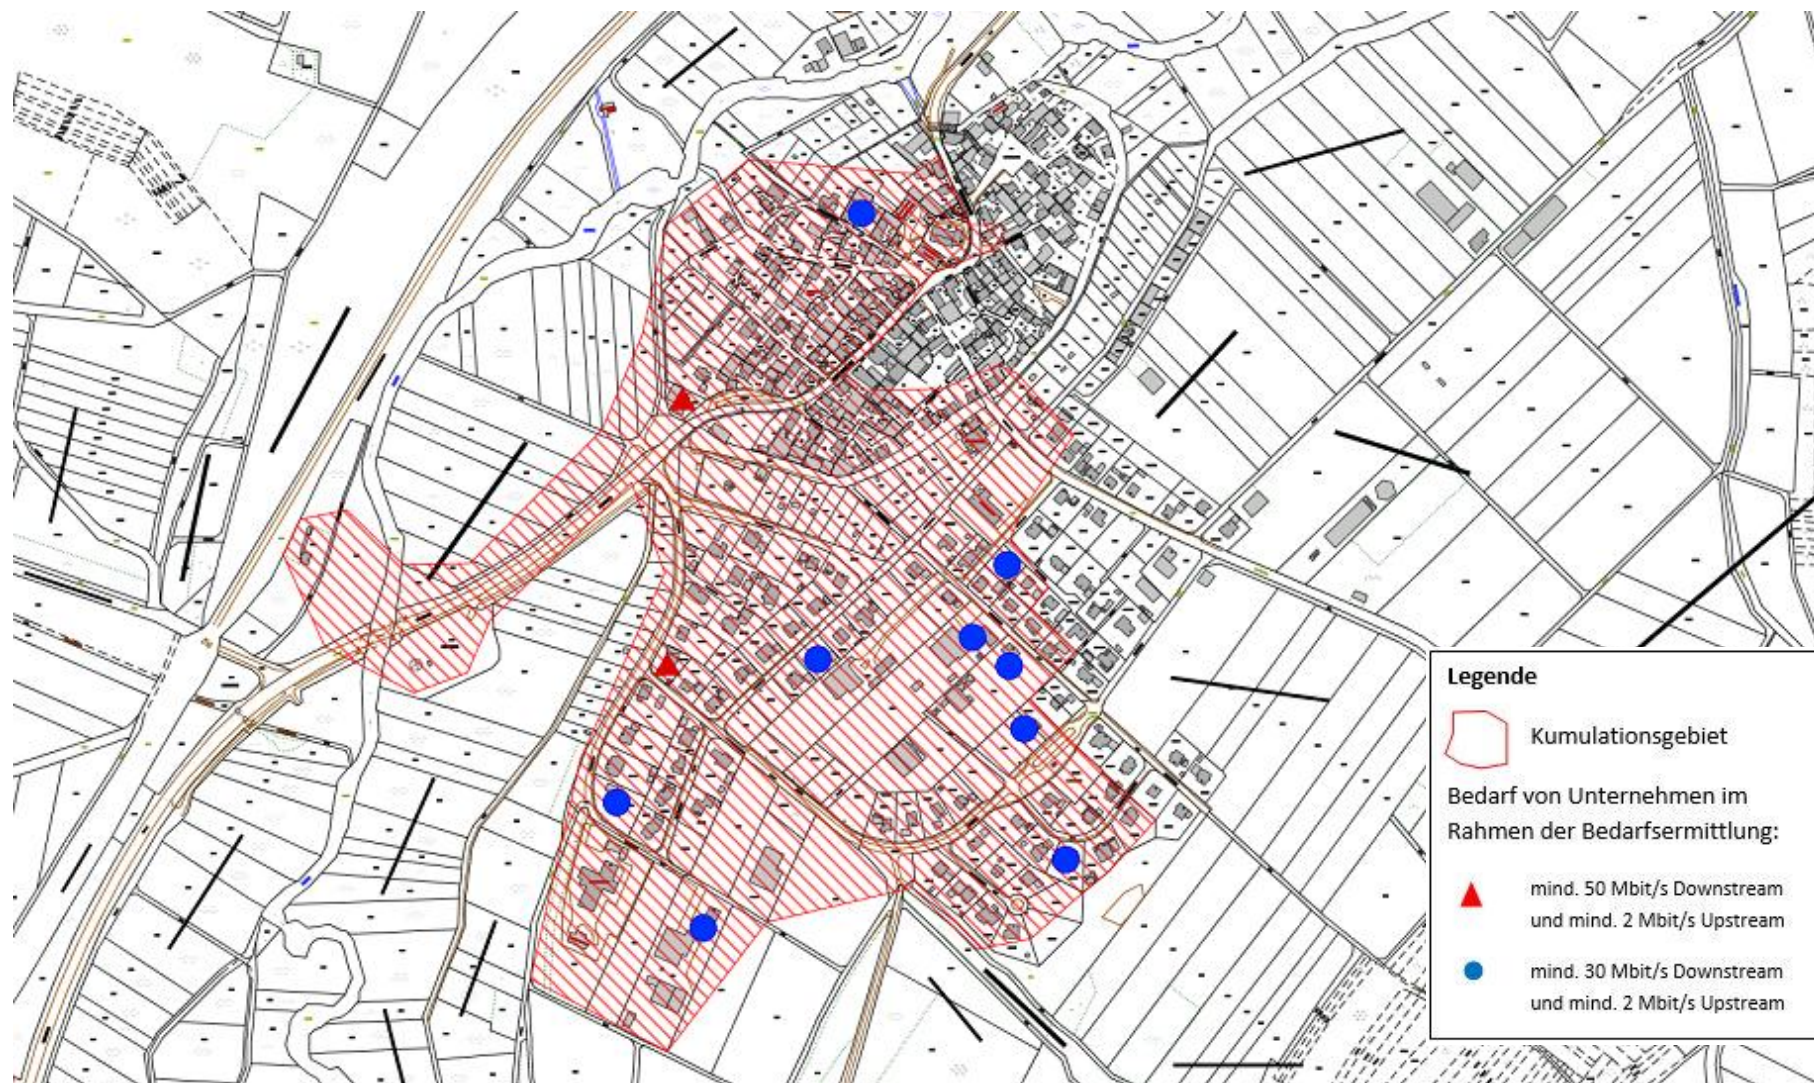 Legende
Kumulationsgebiet
Bedarf von Unternehmen im
Rahmen der Bedarfsermittlung:
mind. 50 Mbit/s Downstream
und mind. 2 Mbit/s Upstream
mind. 30 Mbit/s Downstream
und mind. 2 Mbit/s Upstream